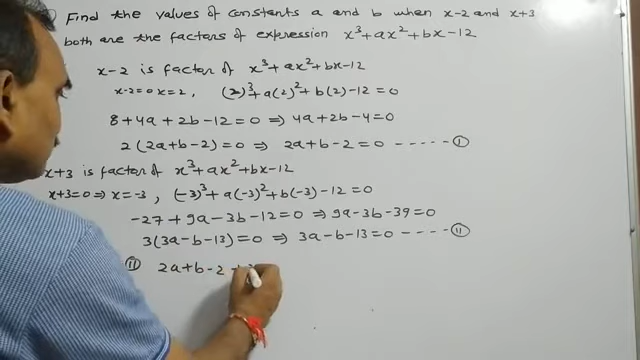 Find the values of constants a and b when x-2 and x+3
both are the factors of expression x³+ax²+bx-12
x-2 is factor of x³+ax²+bx-12
x-2=0 x=2, (2)³+a(2)²+b(2)-12=0
8+4a+2b-12=0 ⇒ 4a+2b-4=0
2(2a+b-2)=0 ⇒ 2a+b-2=0 ----- I
x+3 is factor of x³+ax²+bx-12
x+3=0 ⇒ x=-3, (-3)³+a(-3)²+b(-3)-12=0
-27+9a-3b-12=0 ⇒ 9a-3b-39=0
3(3a-b-13)=0 ⇒ 3a-b-13=0 ---- II
II 2a+b-2+